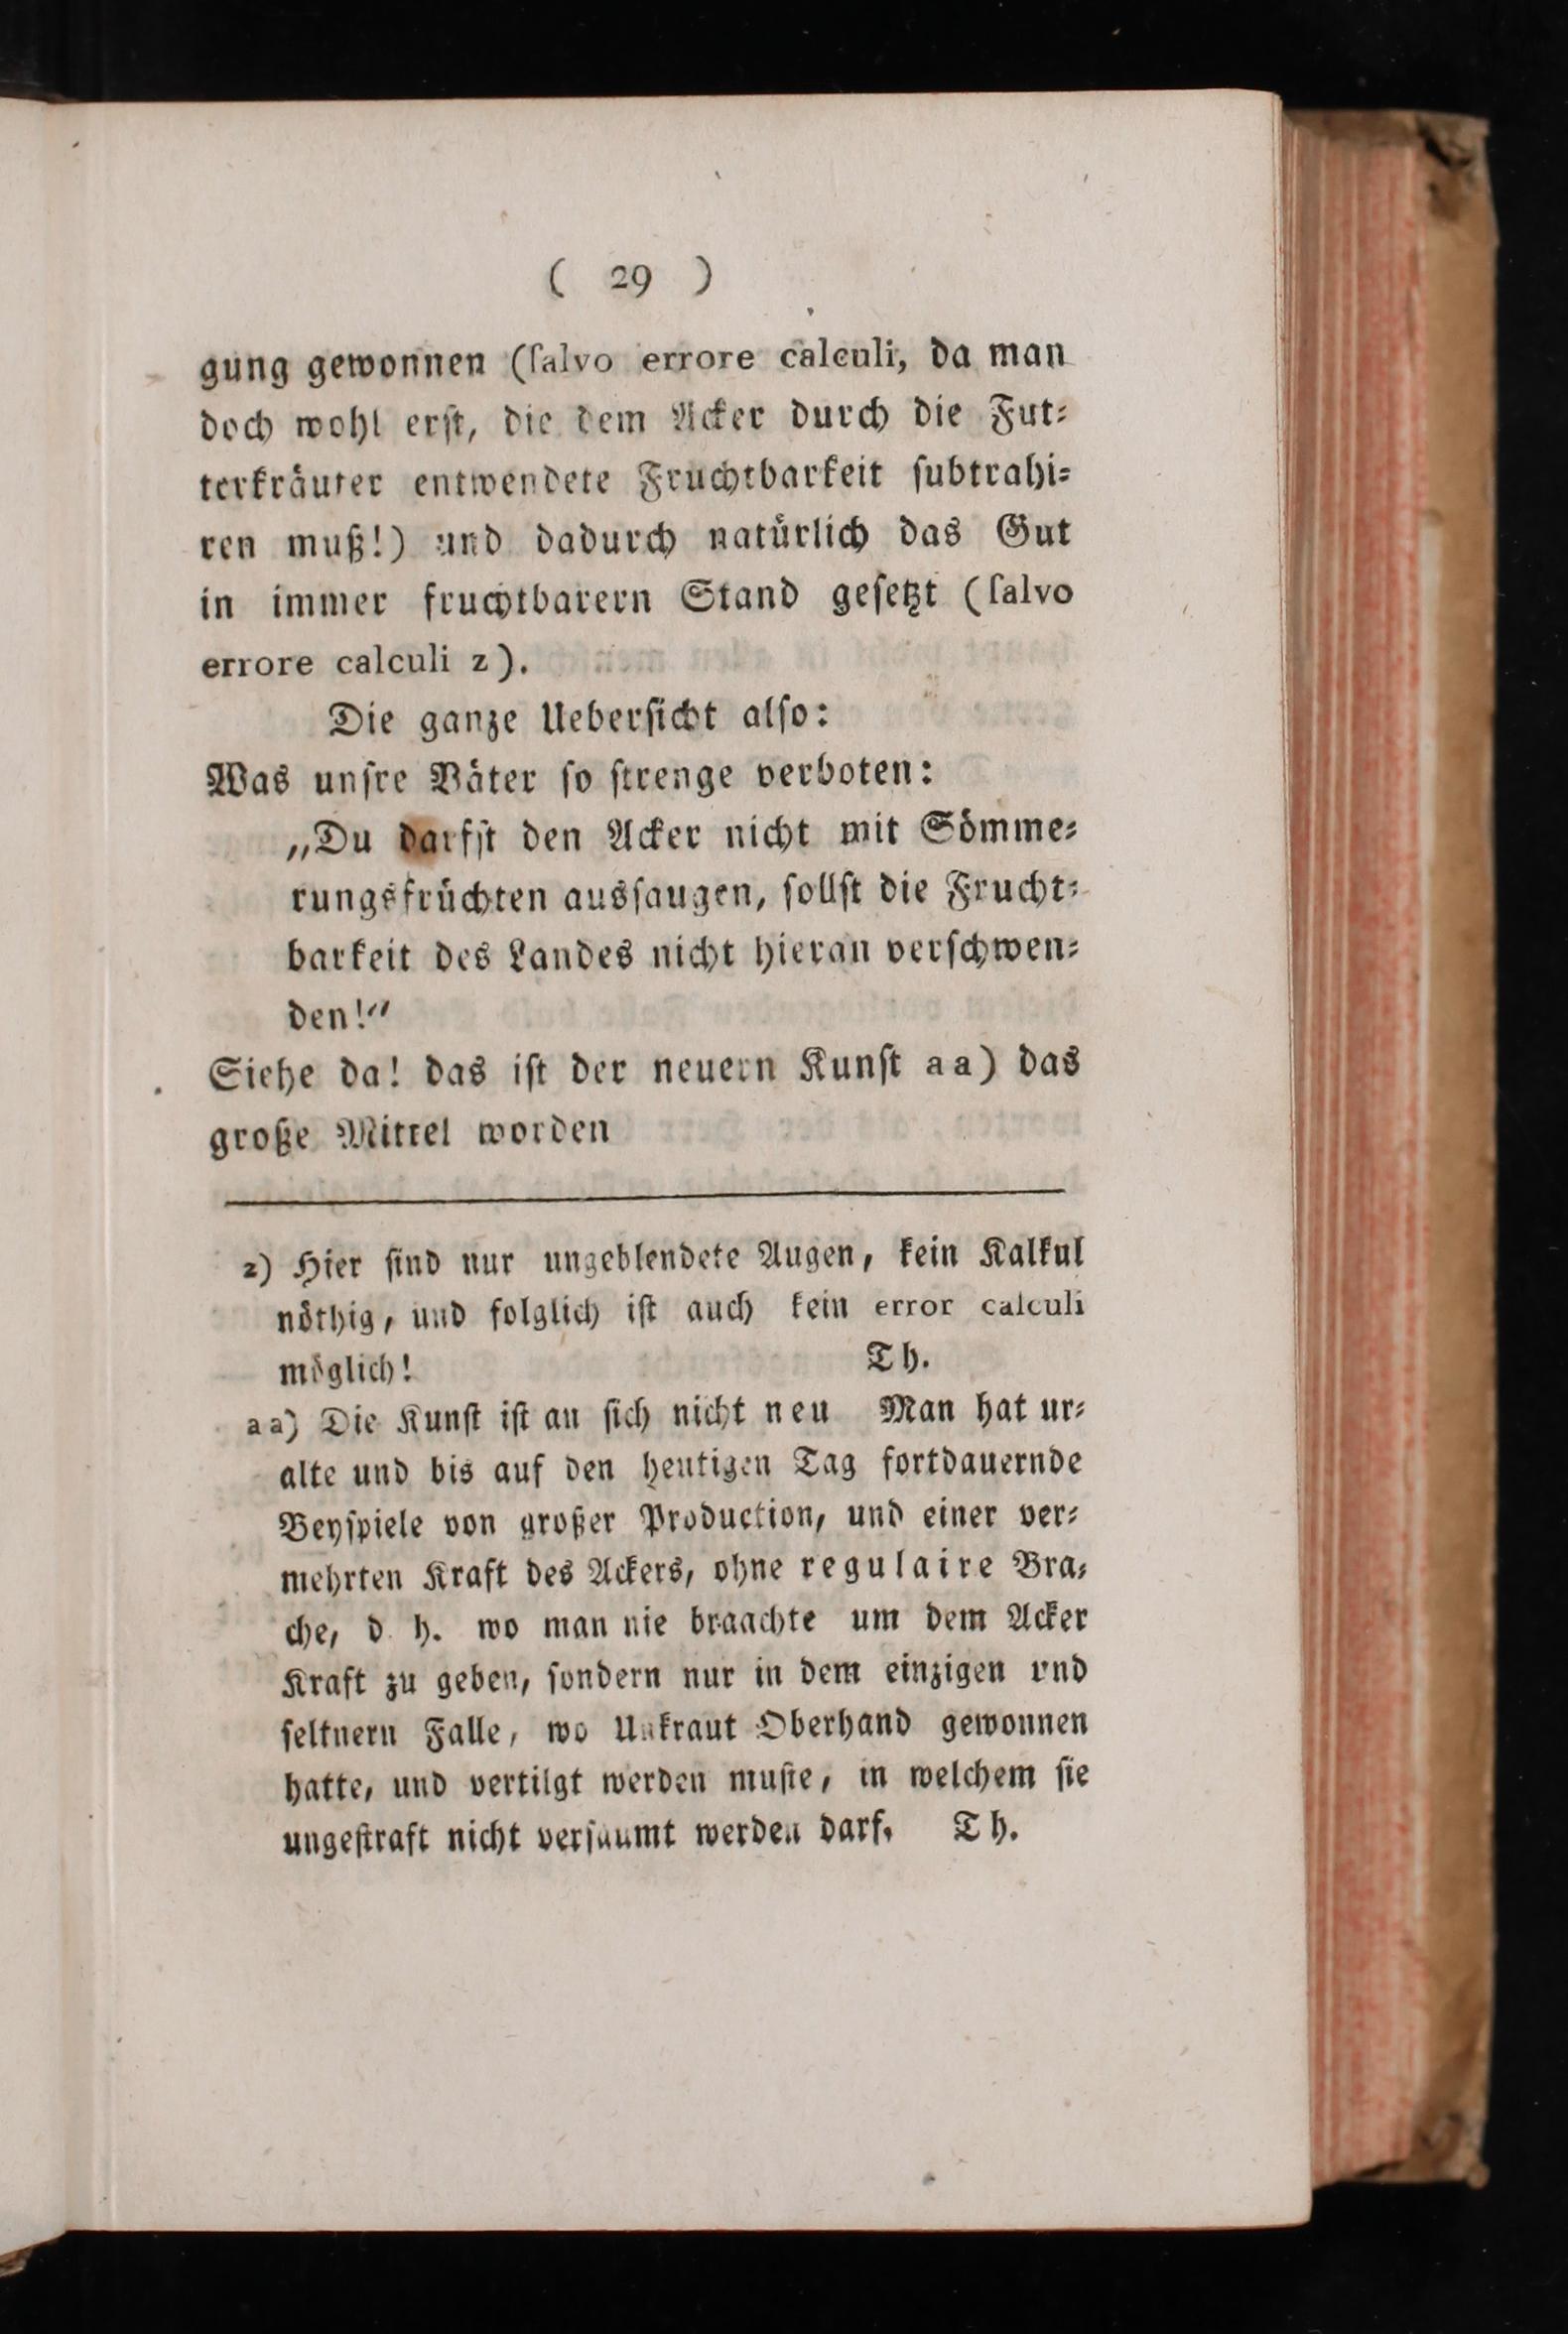 ( 29 )
gung gewonnen (ſalvo errore calculi, da man
doch wohl erſt, die dem Acker durch die Fut⸗
terkräuter entwendete Fruchtbarkeit ſubtrahi⸗
ren muß!) und dadurch natürlich das Gut
in immer fruchtbarern Stand geſetzt (ſalvo
errore calculi z).
Die ganze Ueberſicht alſo:
Was unſre Väter ſo ſtrenge verboten:
„Du darfſt den Acker nicht mit Sömme⸗
rungsfrüchten ausſaugen, ſollſt die Frucht⸗
barkeit des Landes nicht hieran verſchwen⸗
den!“
Siehe da! das iſt der neuern Kunſt aa) das
große Mittel worden
z) Hier ſind nur ungeblendete Augen, kein Kalkul
nöthig, und folglich iſt auch kein error calculi
möglich! Th.
aa) Die Kunſt iſt an ſich nicht neu Man hat ur⸗
alte und bis auf den heutigen Tag fortdauernde
Beyſpiele von großer Production, und einer ver⸗
mehrten Kraft des Ackers, ohne regulaire Bra⸗
che, d h. wo man nie braachte um dem Acker
Kraft zu geben, ſondern nur in dem einzigen und
ſeltnern Falle, wo Unkraut Oberhand gewonnen
hatte, und vertilgt werden muſte, in welchem ſie
ungeſtraft nicht verſäumt werden darf. Th.